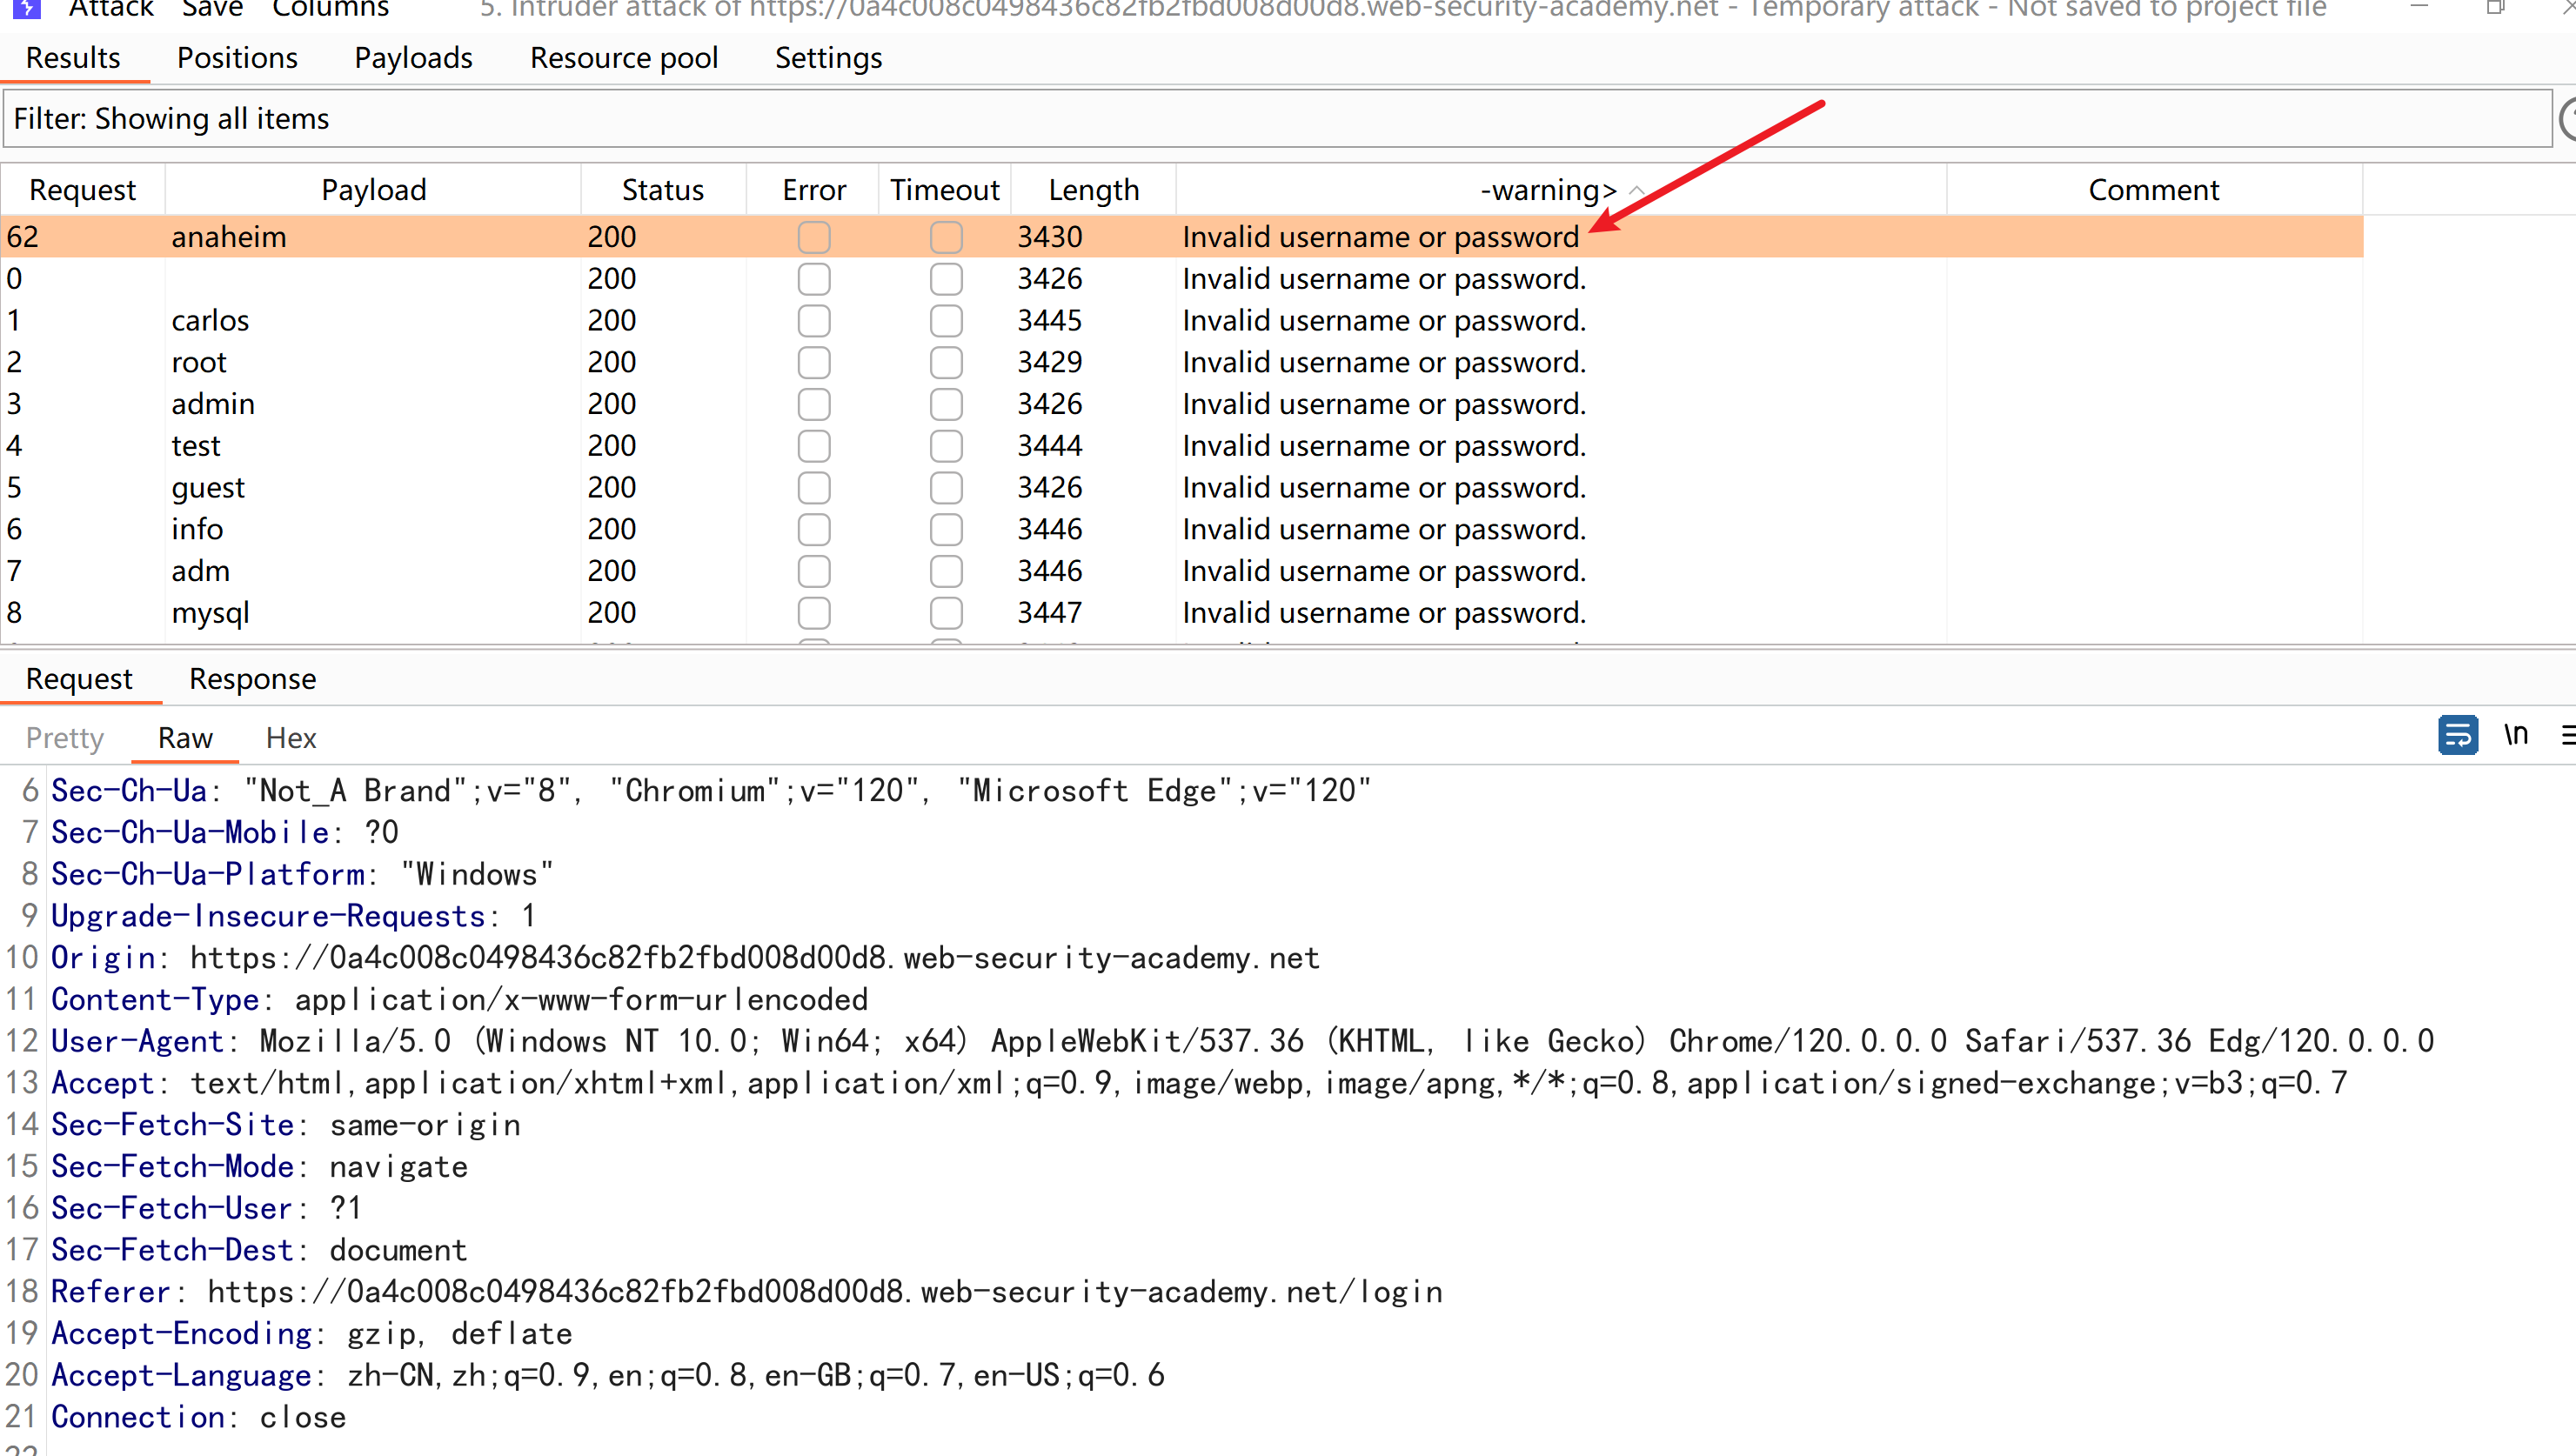 Attack Save Columns 5. Intruder attack of https://0a4c008c0498436c82fb2fbd008d00d8.web-security-academy.net - Temporary attack - Not saved to project file
Results Positions Payloads Resource pool Settings
Filter: Showing all items
Request Payload Status Error Timeout Length -warning> Comment
62 anaheim 200 3430 Invalid username or password
0 200 3426 Invalid username or password.
1 carlos 200 3445 Invalid username or password.
2 root 200 3429 Invalid username or password.
3 admin 200 3426 Invalid username or password.
4 test 200 3444 Invalid username or password.
5 guest 200 3426 Invalid username or password.
6 info 200 3446 Invalid username or password.
7 adm 200 3446 Invalid username or password.
8 mysql 200 3447 Invalid username or password.
Request Response
Pretty Raw Hex \n
6 Sec-Ch-Ua: "Not_A Brand";v="8", "Chromium";v="120", "Microsoft Edge";v="120"
7 Sec-Ch-Ua-Mobile: ?0
8 Sec-Ch-Ua-Platform: "Windows"
9 Upgrade-Insecure-Requests: 1
10 Origin: https://0a4c008c0498436c82fb2fbd008d00d8.web-security-academy.net
11 Content-Type: application/x-www-form-urlencoded
12 User-Agent: Mozilla/5.0 (Windows NT 10.0; Win64; x64) AppleWebKit/537.36 (KHTML, like Gecko) Chrome/120.0.0.0 Safari/537.36 Edg/120.0.0.0
13 Accept: text/html,application/xhtml+xml,application/xml;q=0.9,image/webp,image/apng,*/*;q=0.8,application/signed-exchange;v=b3;q=0.7
14 Sec-Fetch-Site: same-origin
15 Sec-Fetch-Mode: navigate
16 Sec-Fetch-User: ?1
17 Sec-Fetch-Dest: document
18 Referer: https://0a4c008c0498436c82fb2fbd008d00d8.web-security-academy.net/login
19 Accept-Encoding: gzip, deflate
20 Accept-Language: zh-CN,zh;q=0.9,en;q=0.8,en-GB;q=0.7,en-US;q=0.6
21 Connection: close